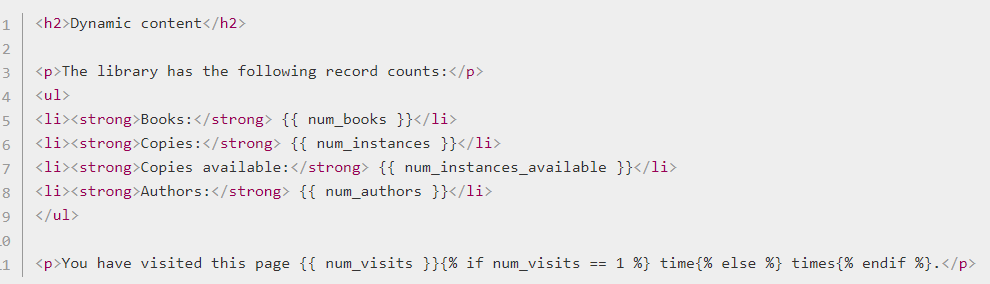 1 <h2>Dynamic content</h2>
2
3 <p>The library has the following record counts:</p>
4 <ul>
5 <li><strong>Books:</strong> {{ num_books }}</li>
6 <li><strong>Copies:</strong> {{ num_instances }}</li>
7 <li><strong>Copies available:</strong> {{ num_instances_available }}</li>
8 <li><strong>Authors:</strong> {{ num_authors }}</li>
9 </ul>
10
11 <p>You have visited this page {{ num_visits }}{% if num_visits == 1 %} time{% else %} times{% endif %}.</p>